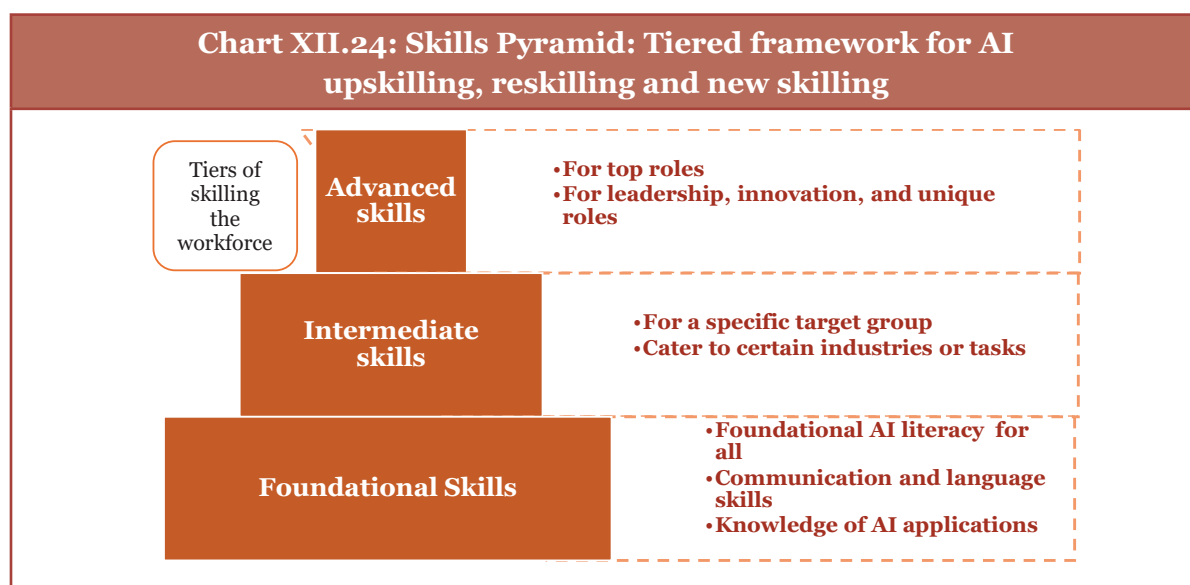 Chart XII.24: Skills Pyramid: Tiered framework for AI
upskilling, reskilling and new skilling
Tiers of
skilling
the
workforce
Advanced
skills
•For top roles
•For leadership, innovation, and unique
roles
Intermediate
skills
•For a specific target group
•Cater to certain industries or tasks
Foundational Skills
•Foundational AI literacy for
all
•Communication and language
skills
•Knowledge of AI applications